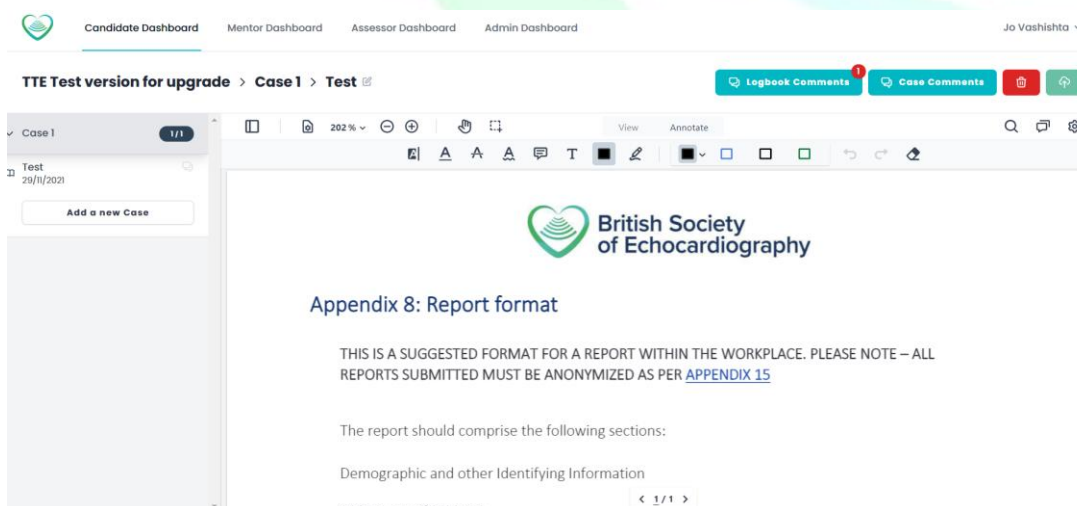 Candidate Dashboard Mentor Dashboard Assessor Dashboard Admin Dashboard Jo Vashishta
TTE Test version for upgrade > Case 1 > Test
Logbook Comments 1 Case Comments
Case 1 1/1
202 % View Annotate
Test
29/11/2021
Add a new Case
British Society
of Echocardiography
Appendix 8: Report format
THIS IS A SUGGESTED FORMAT FOR A REPORT WITHIN THE WORKPLACE. PLEASE NOTE – ALL
REPORTS SUBMITTED MUST BE ANONYMIZED AS PER APPENDIX 15
The report should comprise the following sections:
Demographic and other Identifying Information
< 1/1 >